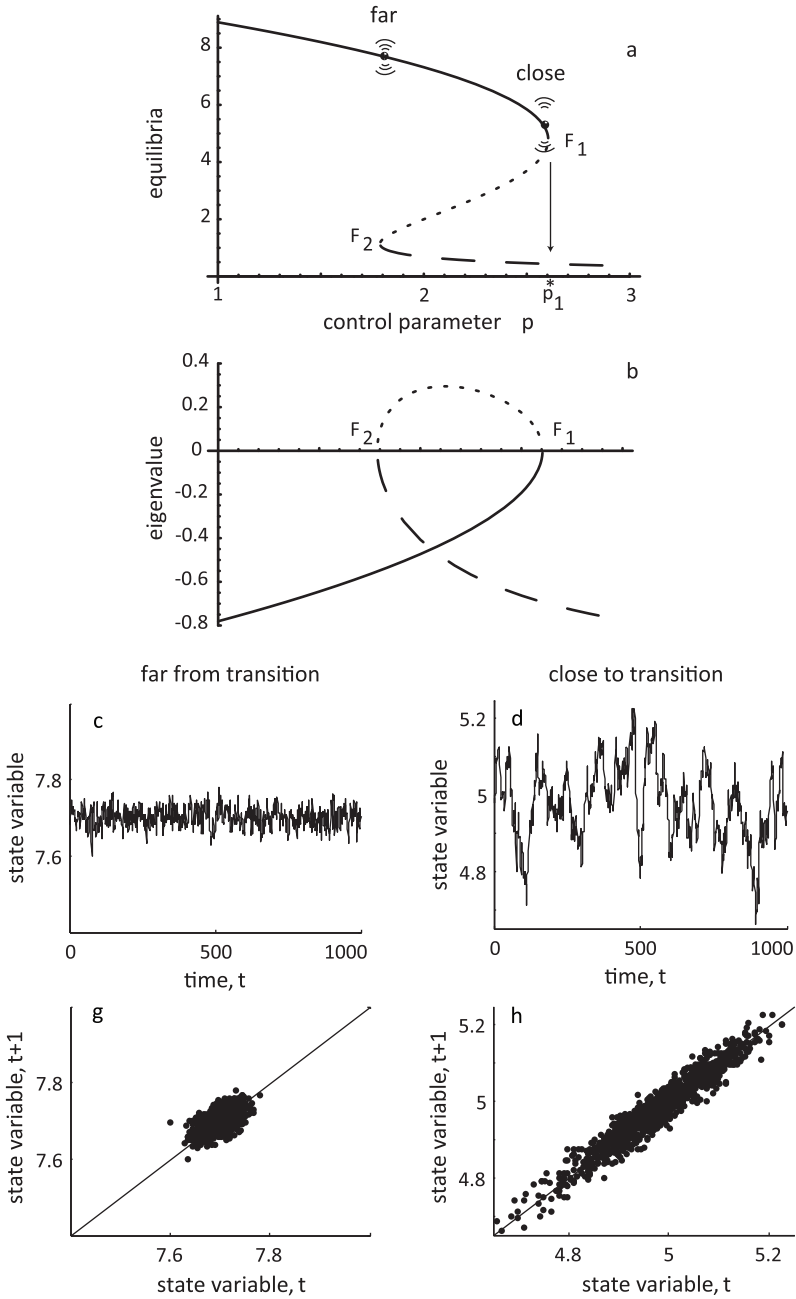 far
a
close
8
6
4
2
equilibria
F1
F2
1
2
p1*
3
control parameter p
b
0.4
0.2
0
-0.2
-0.4
-0.6
-0.8
eigenvalue
F2
F1
far from transition
c
7.8
7.6
state variable
0
500
1000
time, t
close to transition
d
5.2
5
4.8
state variable
0
500
1000
time, t
g
7.8
7.6
state variable, t+1
7.6
7.8
state variable, t
h
5.2
5
4.8
state variable, t+1
4.8
5
5.2
state variable, t